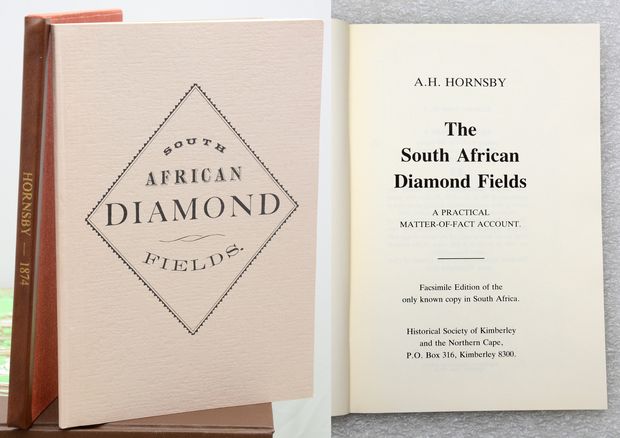 HORNSBY — 1874
SOUTH
AFRICAN
DIAMOND
FIELDS.
A.H. HORNSBY
The
South African
Diamond Fields
A PRACTICAL
MATTER-OF-FACT ACCOUNT.
Facsimile Edition of the
only known copy in South Africa.
Historical Society of Kimberley
and the Northern Cape,
P.O. Box 316, Kimberley 8300.